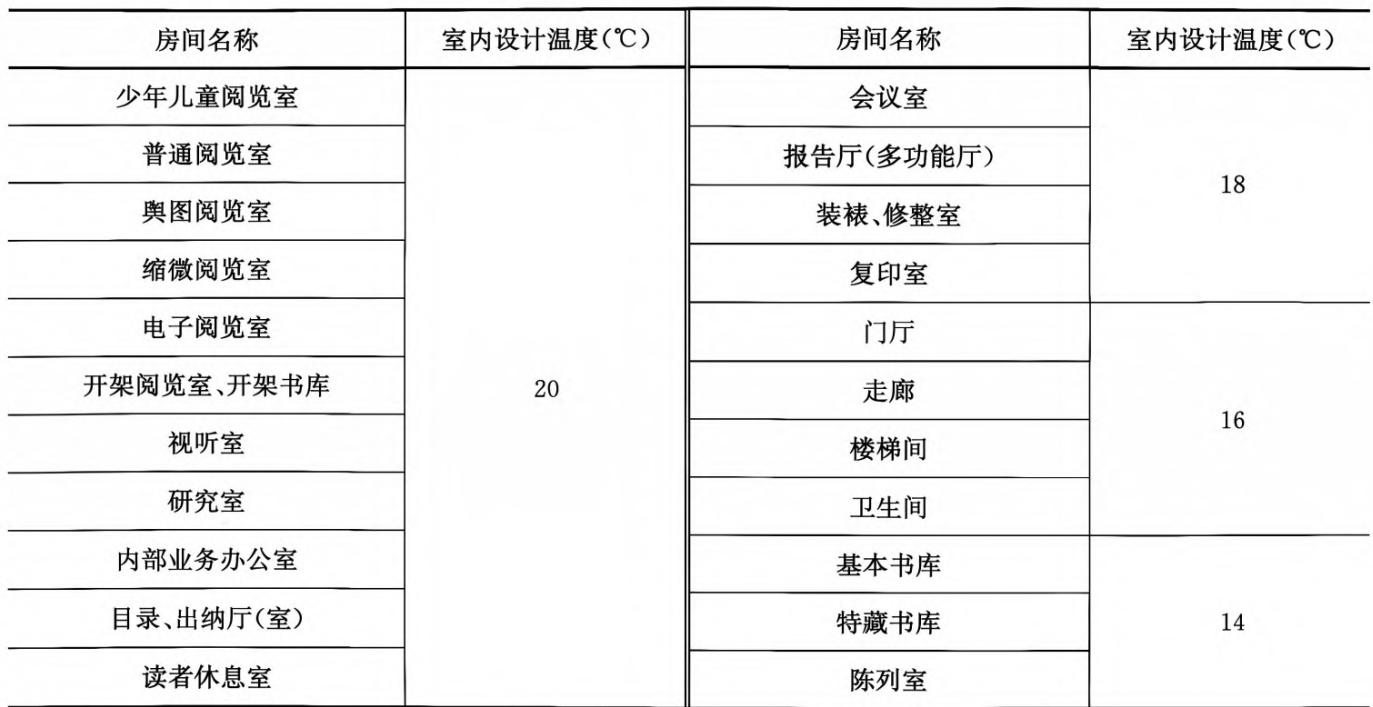 房间名称 室内设计温度(℃) 房间名称 室内设计温度(℃)
少年儿童阅览室 20 会议室 18
普通阅览室 报告厅(多功能厅)
舆图阅览室 装裱、修整室
缩微阅览室 复印室
电子阅览室 门厅 16
开架阅览室、开架书库 走廊
视听室 楼梯间
研究室 卫生间
内部业务办公室 基本书库 14
目录、出纳厅(室) 特藏书库
读者休息室 陈列室